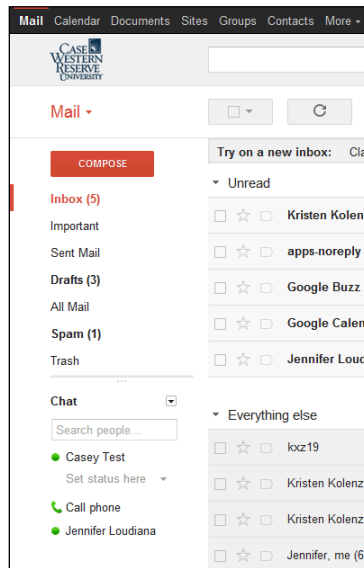 Mail Calendar Documents Sites Groups Contacts More
CASE
WESTERN
RESERVE
UNIVERSITY
Mail
COMPOSE
Try on a new inbox:
Inbox (5)
Unread
Important
Kristen Kolen
Sent Mail
apps-noreply
Drafts (3)
Google Buzz
All Mail
Google Calen
Spam (1)
Jennifer Loud
Trash
Chat
Everything else
Search people...
kxz19
Casey Test
Kristen Kolenz
Set status here
Call phone
Kristen Kolenz
Jennifer Loudiana
Jennifer, me (6